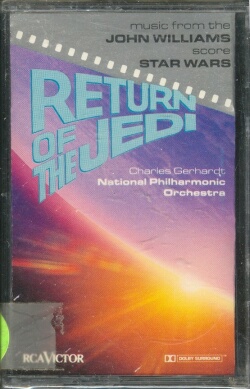 music from the
JOHN WILLIAMS
score
STAR WARS
RETURN
OF
THE JEDI
Charles Gerhardt
National Philharmonic
Orchestra
RCA VICTOR
DOLBY SURROUND